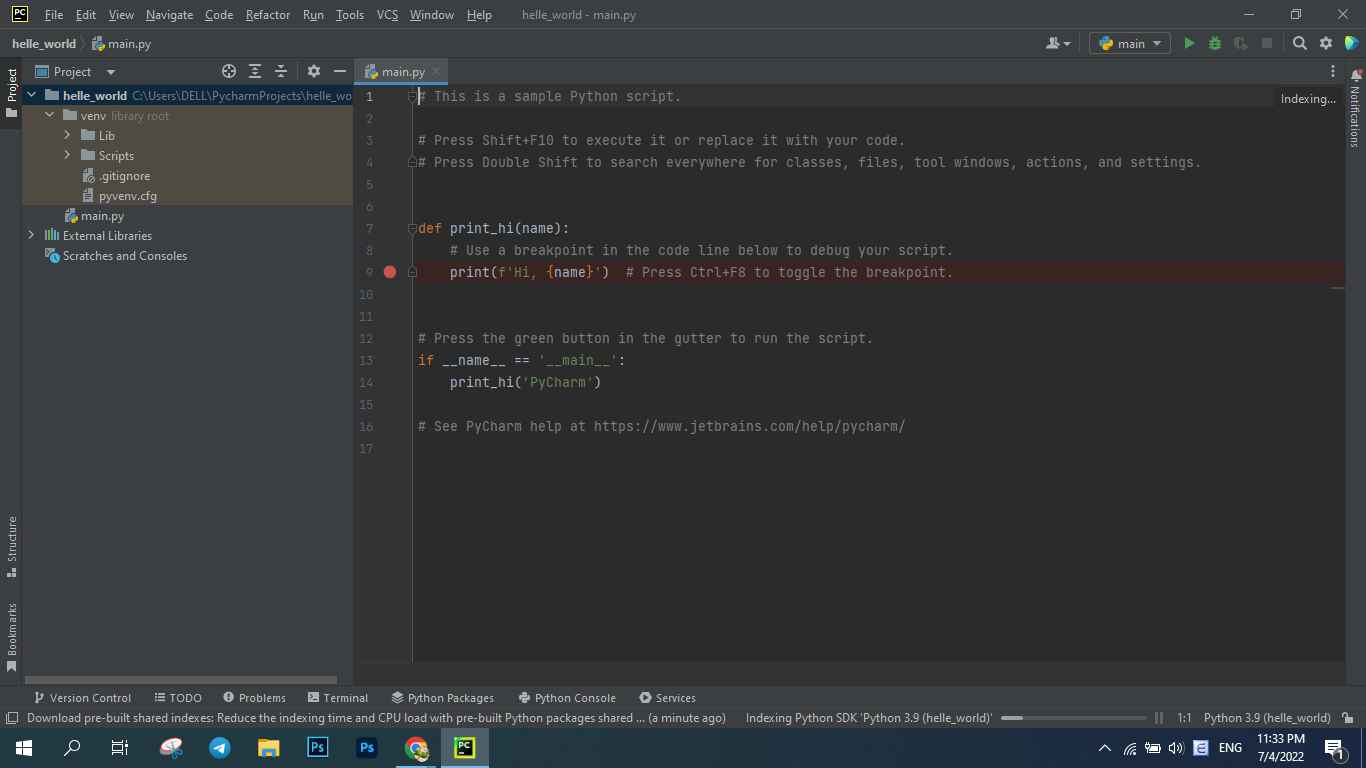 PC File Edit View Navigate Code Refactor Run Tools VCS Window Help helle_world - main.py
helle_world main.py main
Project
Project
main.py
helle_world C:\Users\DELL\PycharmProjects\helle_wo
venv library root
Lib
Scripts
.gitignore
pyvenv.cfg
main.py
External Libraries
Scratches and Consoles
1 # This is a sample Python script.
2
3 # Press Shift+F10 to execute it or replace it with your code.
4 # Press Double Shift to search everywhere for classes, files, tool windows, actions, and settings.
5
6
7 def print_hi(name):
8 # Use a breakpoint in the code line below to debug your script.
9 print(f'Hi, {name}') # Press Ctrl+F8 to toggle the breakpoint.
10
11
12 # Press the green button in the gutter to run the script.
13 if __name__ == '__main__':
14 print_hi('PyCharm')
15
16 # See PyCharm help at https://www.jetbrains.com/help/pycharm/
17
Indexing...
Notifications
Structure
Bookmarks
Version Control TODO Problems Terminal Python Packages Python Console Services
Download pre-built shared indexes: Reduce the indexing time and CPU load with pre-built Python packages shared ... (a minute ago) Indexing Python SDK 'Python 3.9 (helle_world)' 1:1 Python 3.9 (helle_world)
Ps Ps PC ENG 11:33 PM
7/4/2022 1